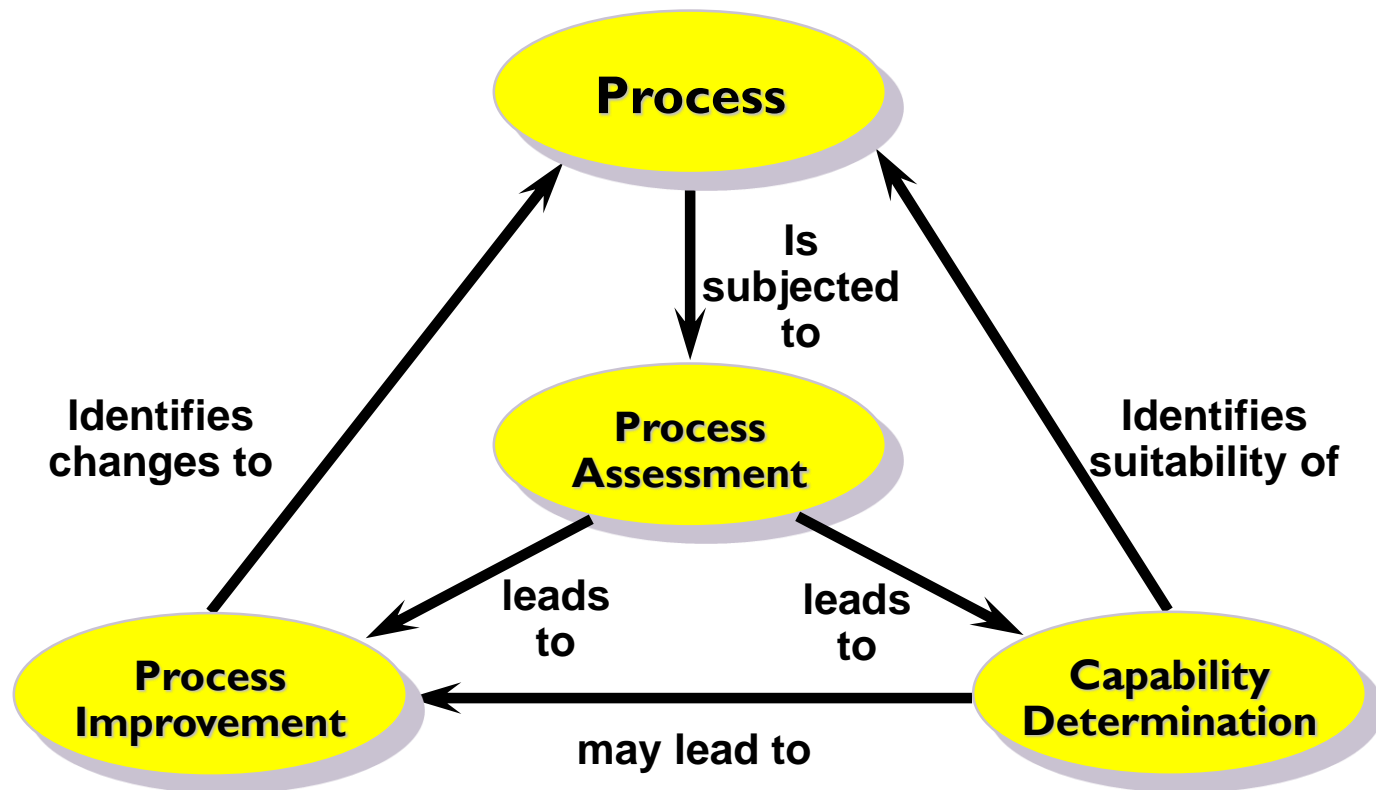 Process
Is
subjected
to
Identifies
changes to
Process
Assessment
Identifies
suitability of
leads
to
leads
to
Process
Improvement
Capability
Determination
may lead to